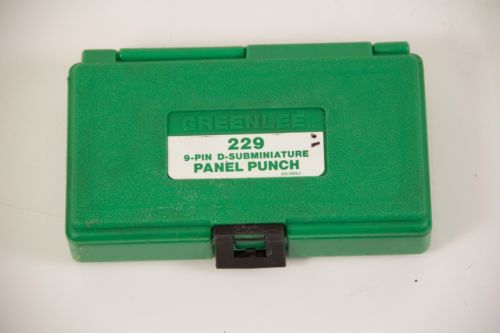 GREENLEE
229
9-PIN D-SUBMINIATURE
PANEL PUNCH